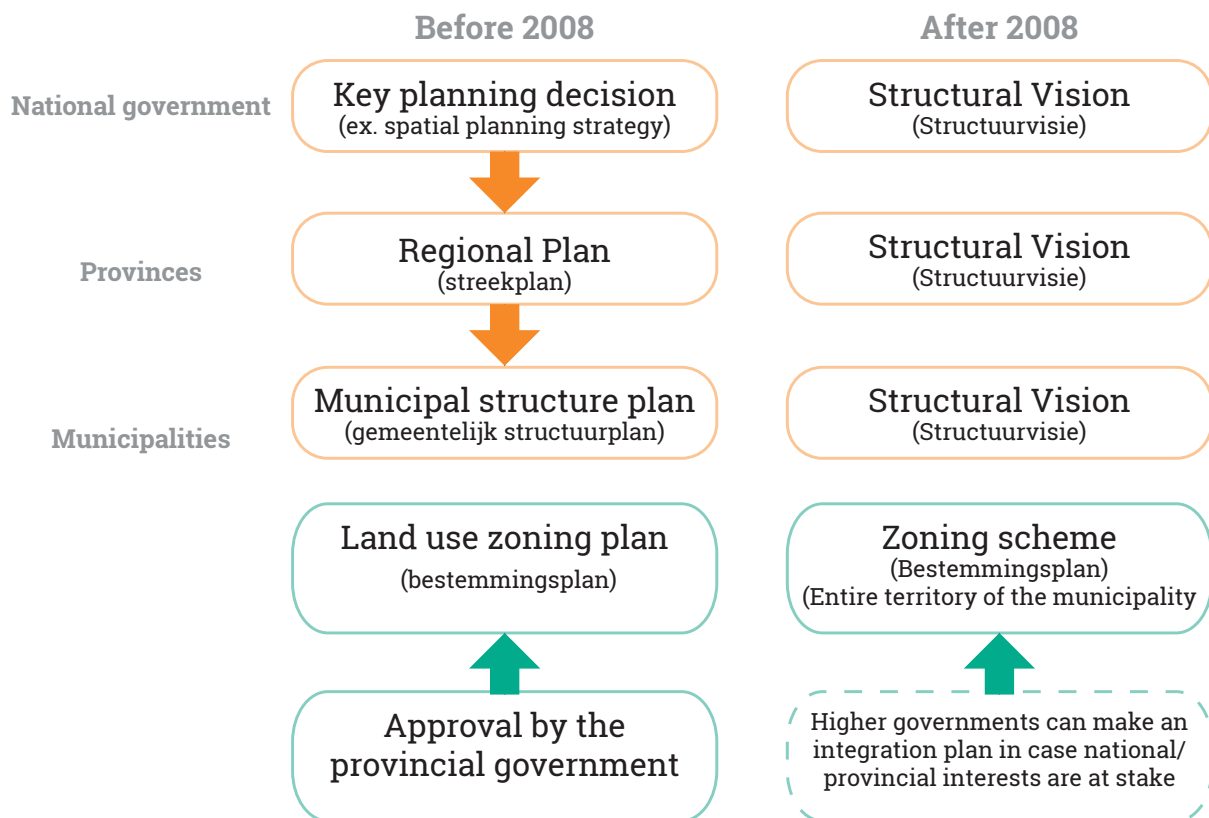 Before 2008
After 2008
National government
Key planning decision
(ex. spatial planning strategy)
Structural Vision
(Structuurvisie)
Provinces
Regional Plan
(streekplan)
Structural Vision
(Structuurvisie)
Municipalities
Municipal structure plan
(gemeentelijk structuurplan)
Structural Vision
(Structuurvisie)
Land use zoning plan
(bestemmingsplan)
Zoning scheme
(Bestemmingsplan)
(Entire territory of the municipality
Approval by the
provincial government
Higher governments can make an
integration plan in case national/
provincial interests are at stake